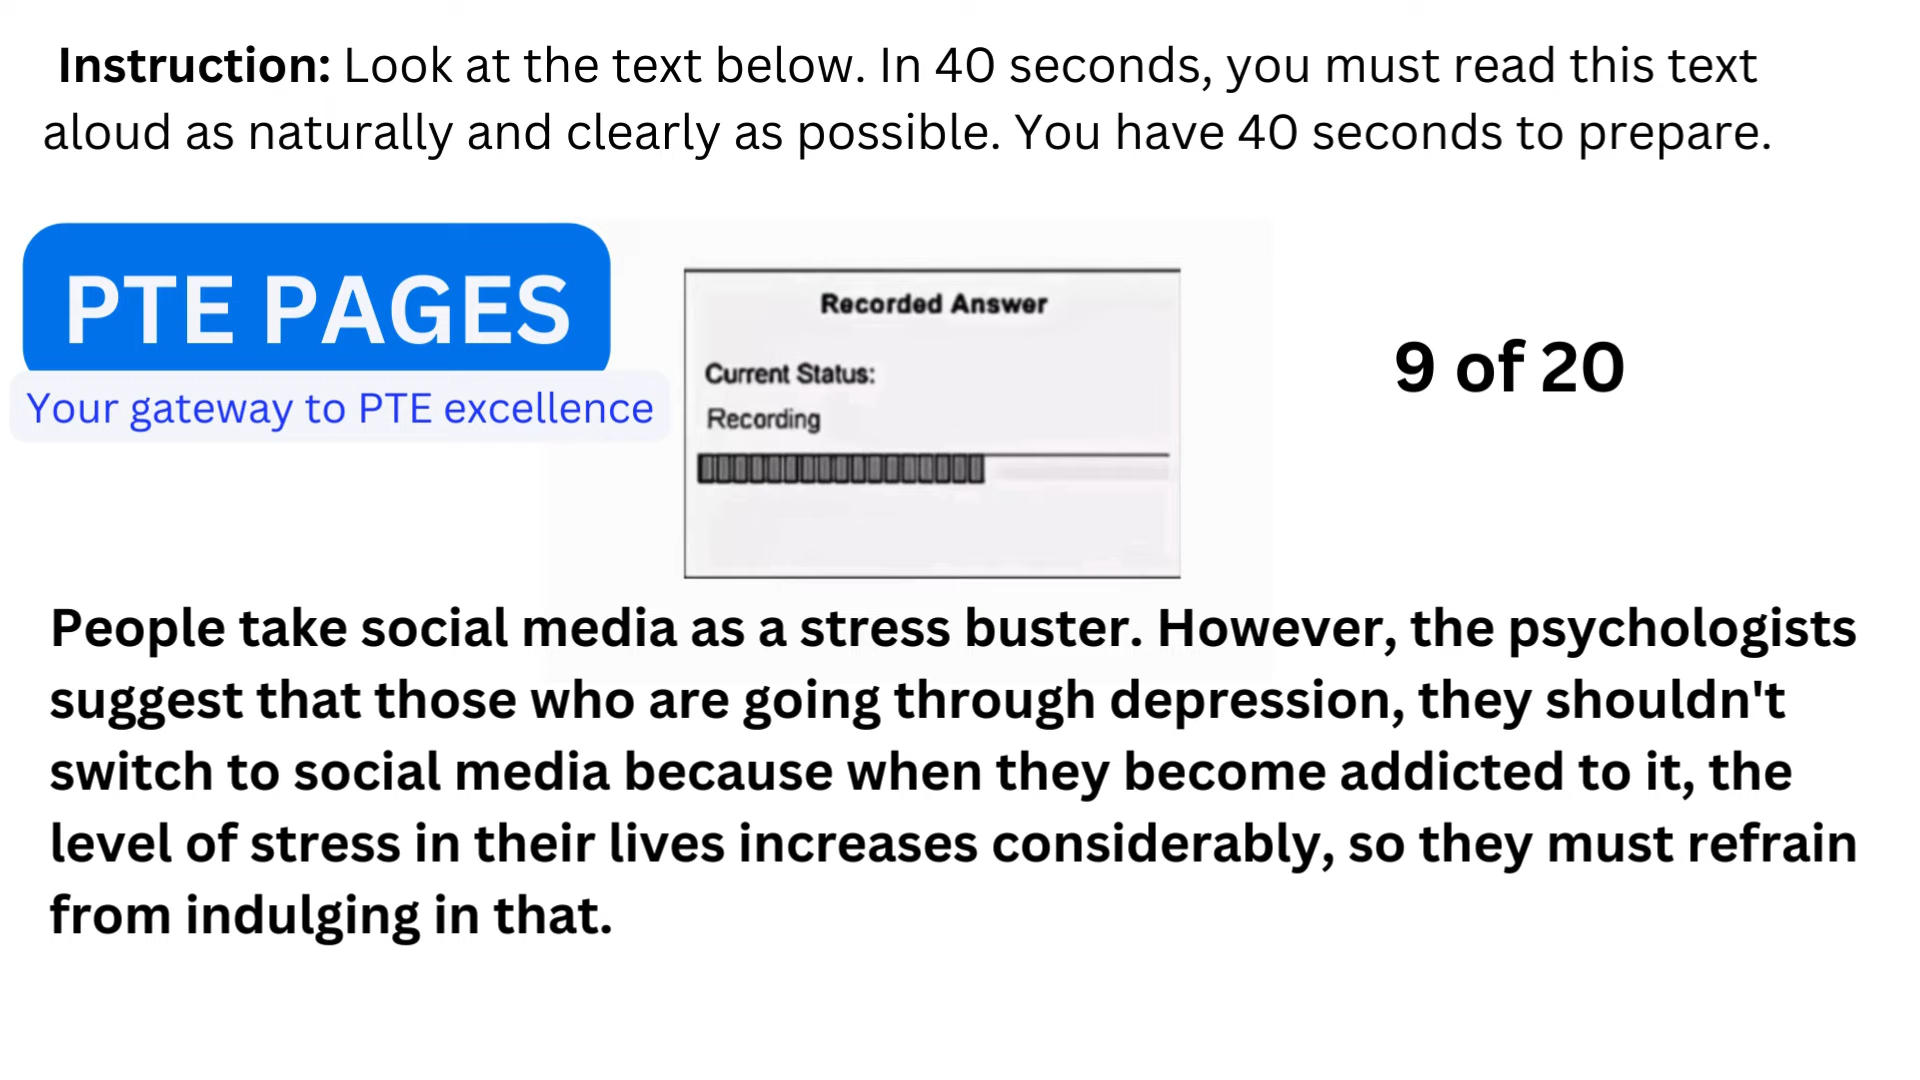 Instruction: Look at the text below. In 40 seconds, you must read this text
aloud as naturally and clearly as possible. You have 40 seconds to prepare.
PTE PAGES
Your gateway to PTE excellence
Recorded Answer
Current Status:
Recording
9 of 20
People take social media as a stress buster. However, the psychologists
suggest that those who are going through depression, they shouldn't
switch to social media because when they become addicted to it, the
level of stress in their lives increases considerably, so they must refrain
from indulging in that.